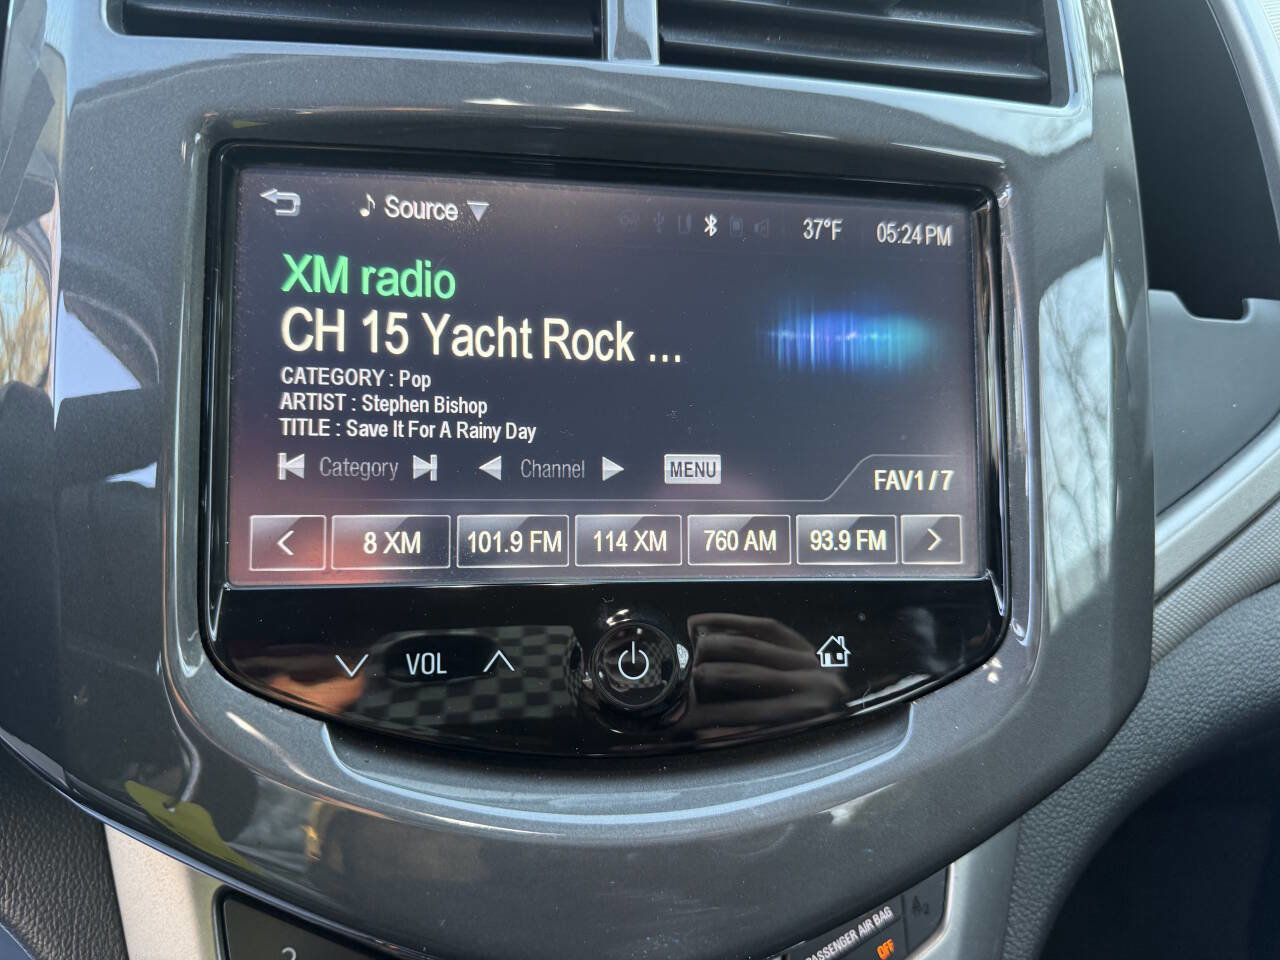 Source
37°F
05:24 PM
XM radio
CH 15 Yacht Rock ...
CATEGORY : Pop
ARTIST : Stephen Bishop
TITLE : Save It For A Rainy Day
Category
Channel
MENU
FAV1 / 7
8 XM
101.9 FM
114 XM
760 AM
93.9 FM
VOL
2
PASSENGER AIR BAG
OFF